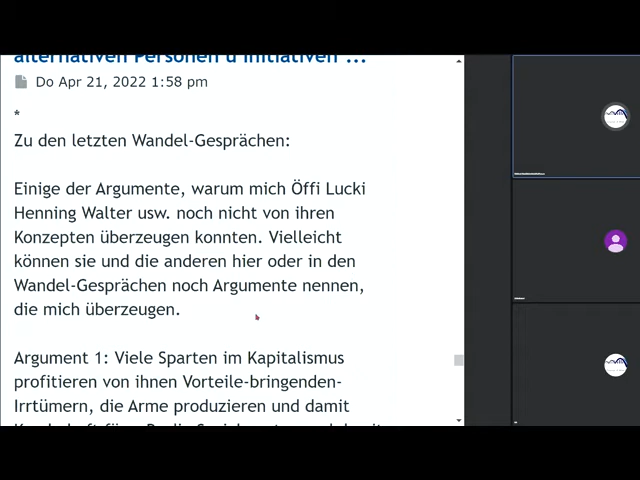 alternativen Personen u Initiativen ...
Do Apr 21, 2022 1:58 pm
*
Zu den letzten Wandel-Gesprächen:
Einige der Argumente, warum mich Öffi Lucki
Henning Walter usw. noch nicht von ihren
Konzepten überzeugen konnten. Vielleicht
können sie und die anderen hier oder in den
Wandel-Gesprächen noch Argumente nennen,
die mich überzeugen.
Argument 1: Viele Sparten im Kapitalismus
profitieren von ihnen Vorteile-bringenden-
Irrtümern, die Arme produzieren und damit